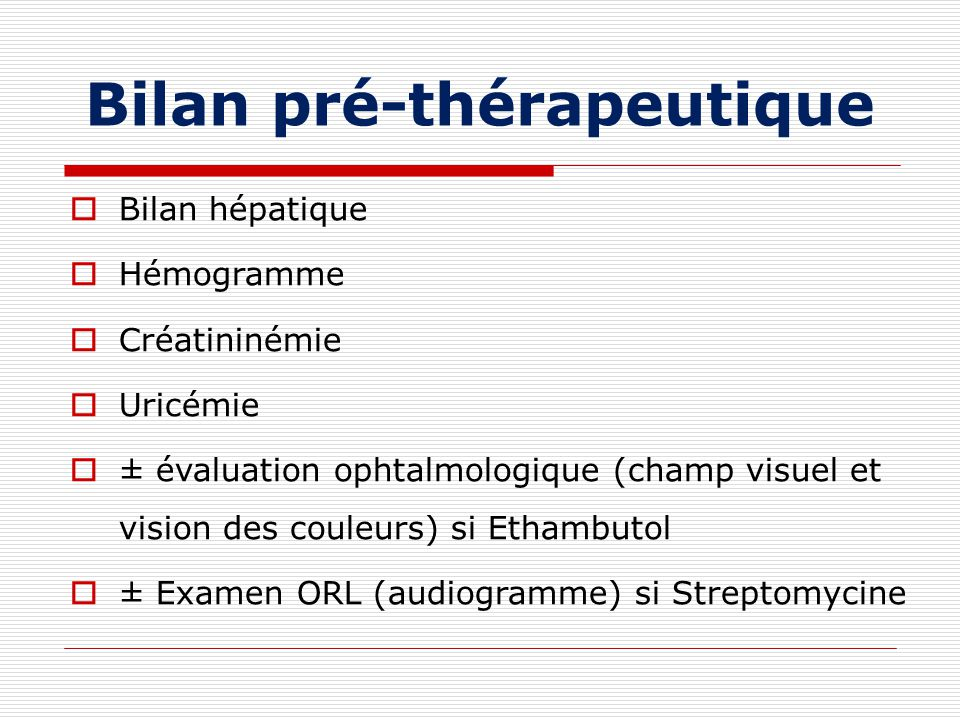 Bilan pré-thérapeutique
Bilan hépatique
Hémogramme
Créatininémie
Uricémie
± évaluation ophtalmologique (champ visuel et
vision des couleurs) si Ethambutol
± Examen ORL (audiogramme) si Streptomycine